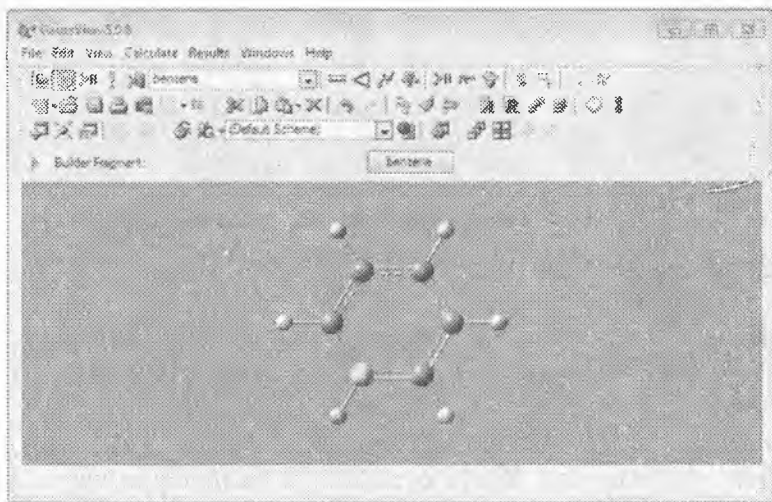 GaussView 5.0.8
File Edit View Calculate Results Windows Help
benzene
(Default Scheme)
Builder Fragment:
benzene